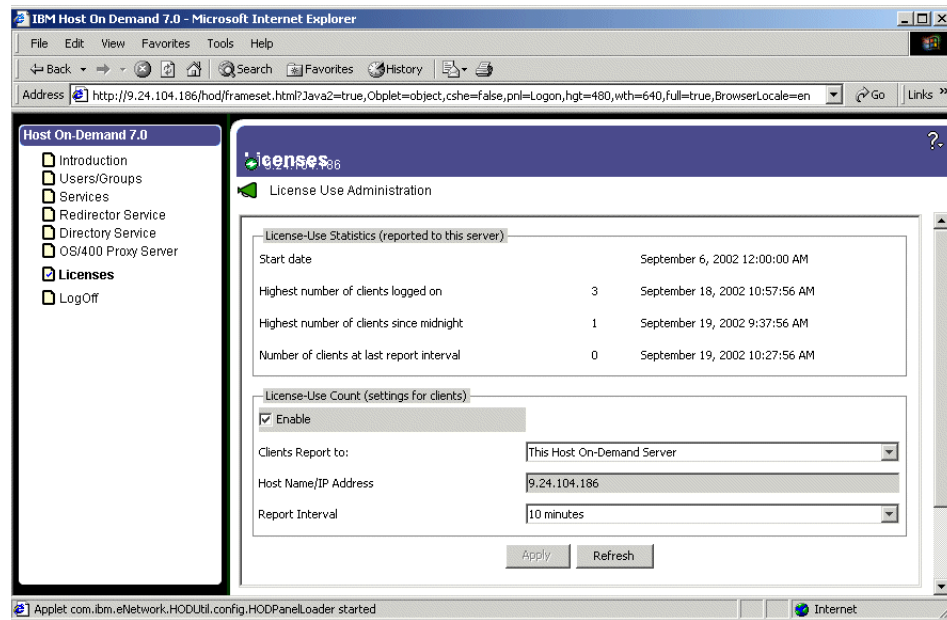 IBM Host On Demand 7.0 - Microsoft Internet Explorer
File Edit View Favorites Tools Help
Back Search Favorites History
Address http://9.24.104.186/hod/frameset.html?Java2=true,Obplet=object,cshe=false,pnl=Logon,hgt=480,wth=640,full=true,BrowserLocale=en Go Links »
Host On-Demand 7.0
Introduction
Users/Groups
Services
Redirector Service
Directory Service
OS/400 Proxy Server
Licenses
LogOff
?
Licenses
9.24.104.186
License Use Administration
License-Use Statistics (reported to this server)
Start date September 6, 2002 12:00:00 AM
Highest number of clients logged on 3 September 18, 2002 10:57:56 AM
Highest number of clients since midnight 1 September 19, 2002 9:37:56 AM
Number of clients at last report interval 0 September 19, 2002 10:27:56 AM
License-Use Count (settings for clients)
Enable
Clients Report to: This Host On-Demand Server
Host Name/IP Address 9.24.104.186
Report Interval 10 minutes
Apply Refresh
Applet com.ibm.eNetwork.HODUtil.config.HODPanelLoader started Internet